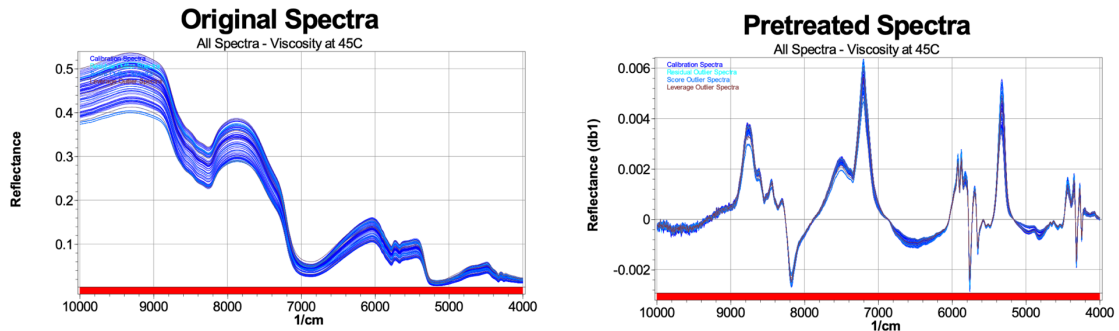 Original Spectra
All Spectra - Viscosity at 45C
Calibration Spectra
0.5
0.4
0.3
0.2
0.1
Reflectance
10000 9000 8000 7000 6000 5000 4000
1/cm
Pretreated Spectra
All Spectra - Viscosity at 45C
Calibration Spectra
Residual Outlier Spectra
Score Outlier Spectra
Leverage Outlier Spectra
0.006
0.004
0.002
0
-0.002
Reflectance (db1)
10000 9000 8000 7000 6000 5000 4000
1/cm